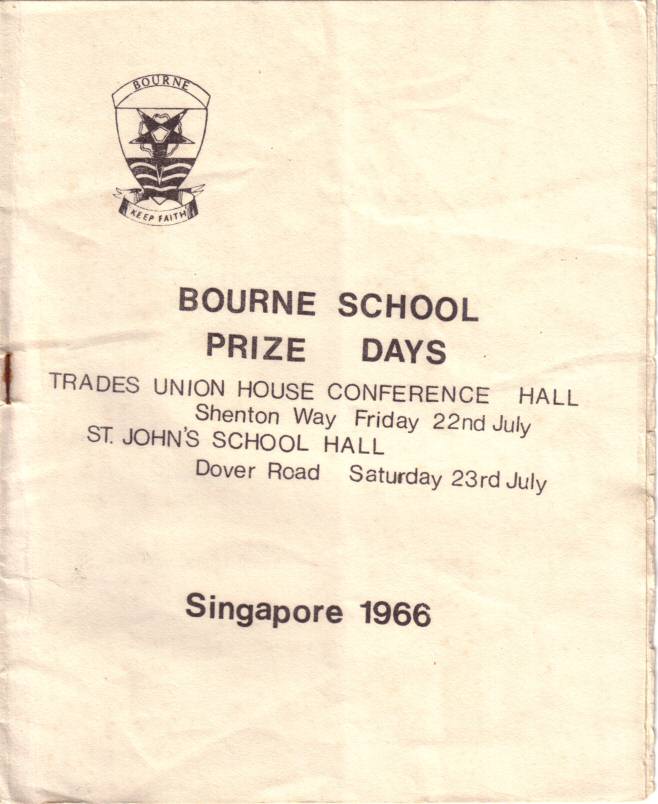 BOURNE
KEEP FAITH
BOURNE SCHOOL
PRIZE DAYS
TRADES UNION HOUSE CONFERENCE HALL
Shenton Way Friday 22nd July
ST. JOHN'S SCHOOL HALL
Dover Road Saturday 23rd July
Singapore 1966